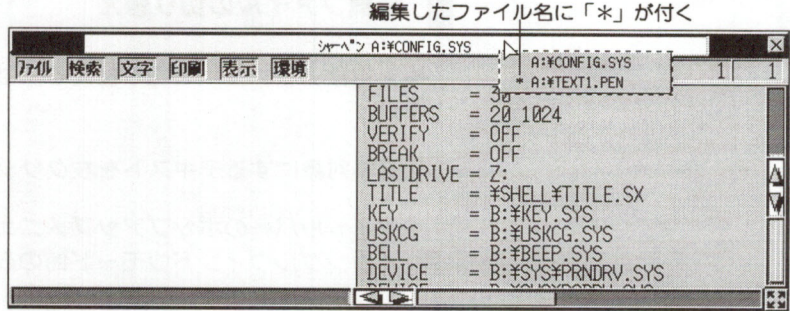 編集したファイル名に「＊」が付く
シャーペン A:¥CONFIG.SYS
ファイル 検索 文字 印刷 表示 環境
A:¥CONFIG.SYS
* A:¥TEXT1.PEN
1 1
FILES = 30
BUFFERS = 20 1024
VERIFY = OFF
BREAK = OFF
LASTDRIVE = Z:
TITLE = ¥SHELL¥TITLE.SX
KEY = B:¥KEY.SYS
USKCG = B:¥USKCG.SYS
BELL = B:¥BEEP.SYS
DEVICE = B:¥SYS¥PRNDRV.SYS